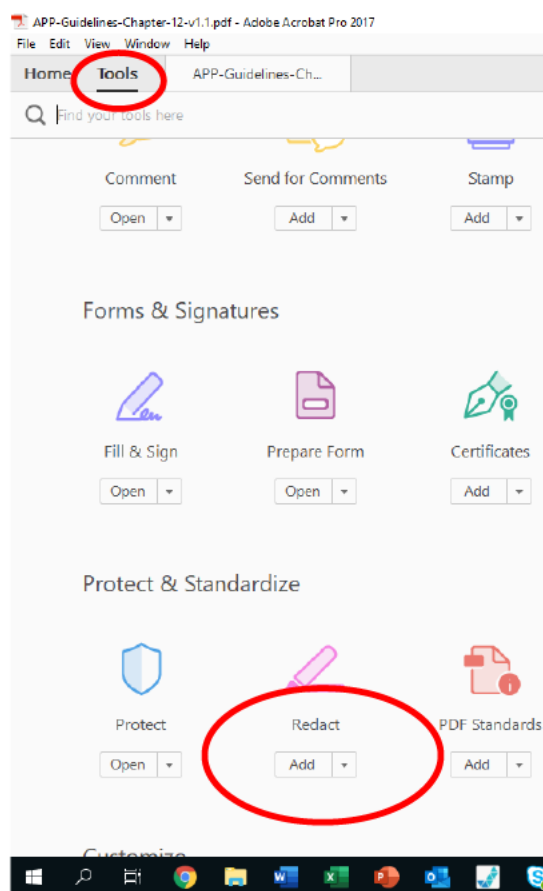 APP-Guidelines-Chapter-12-v1.1.pdf - Adobe Acrobat Pro 2017
File Edit View Window Help
Home Tools APP-Guidelines-Ch...
Find your tools here
Comment Send for Comments Stamp
Open Add Add
Forms & Signatures
Fill & Sign Prepare Form Certificates
Open Open Add
Protect & Standardize
Protect Redact PDF Standards
Open Add Add
Customize